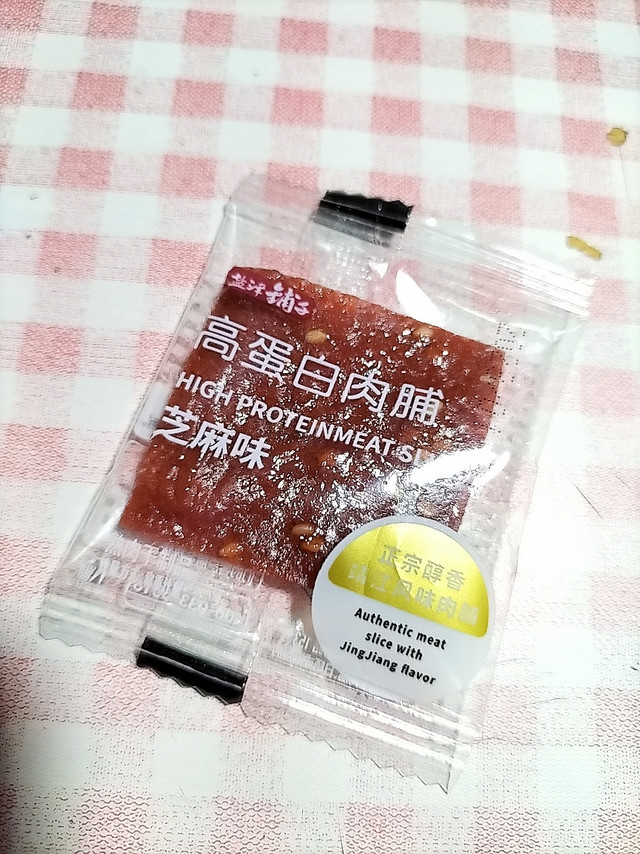 盐津铺子
高蛋白肉脯
HIGH PROTEINMEAT SL
芝麻味
正宗醇香
靖江风味肉脯
Authentic meat
slice with
JingJiang flavor